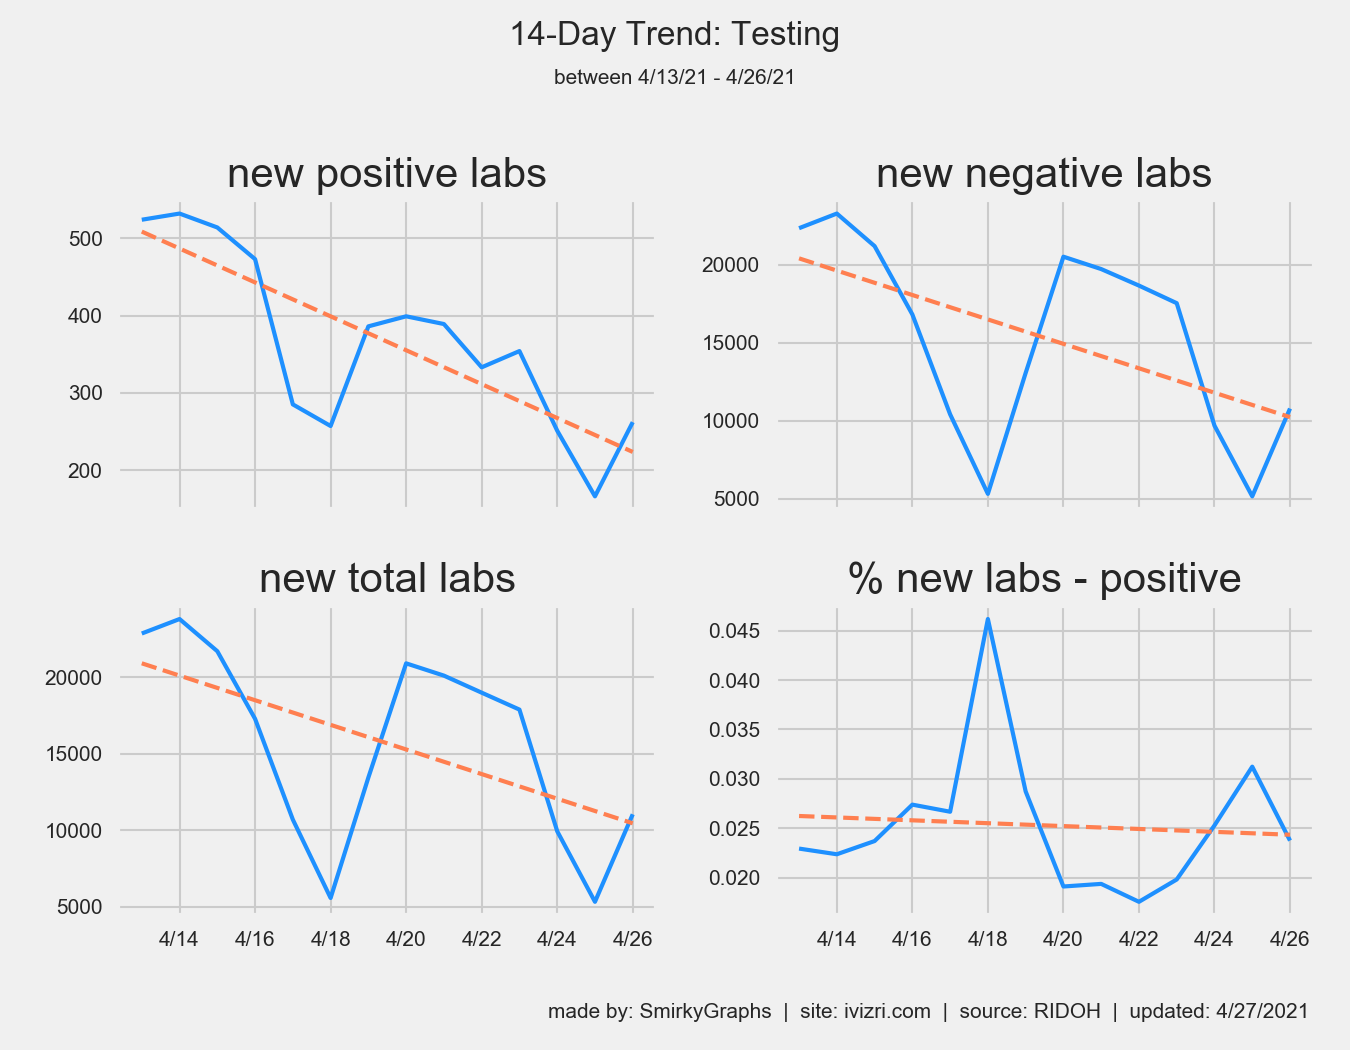 14-Day Trend: Testing
between 4/13/21 - 4/26/21
new positive labs
500
400
300
200
new negative labs
20000
15000
10000
5000
new total labs
20000
15000
10000
5000
4/14 4/16 4/18 4/20 4/22 4/24 4/26
% new labs - positive
0.045
0.040
0.035
0.030
0.025
0.020
4/14 4/16 4/18 4/20 4/22 4/24 4/26
made by: SmirkyGraphs | site: ivizri.com | source: RIDOH | updated: 4/27/2021